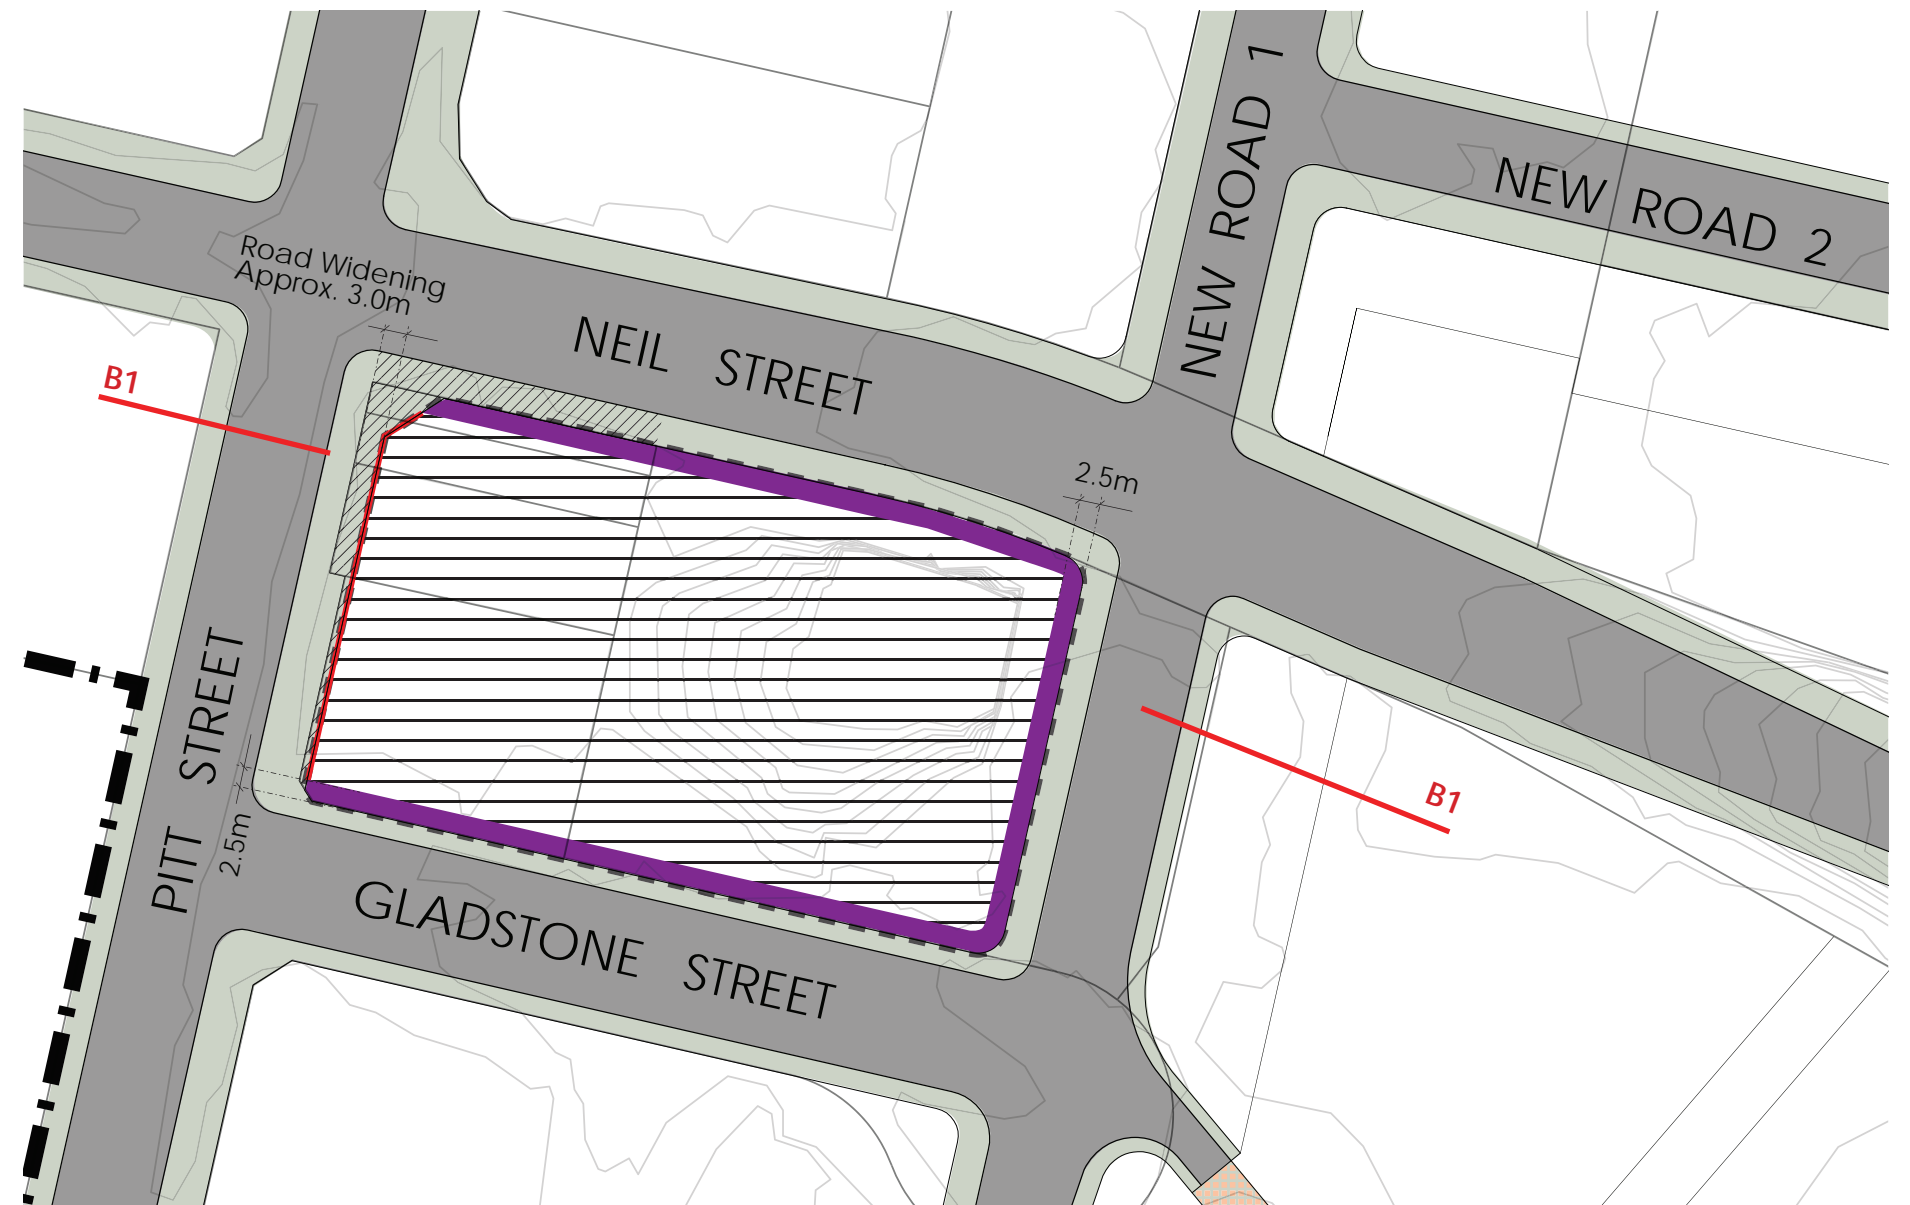 NEW ROAD 1
NEW ROAD 2
Road Widening
Approx. 3.0m
NEIL STREET
B1
2.5m
PITT STREET
2.5m
B1
GLADSTONE STREET